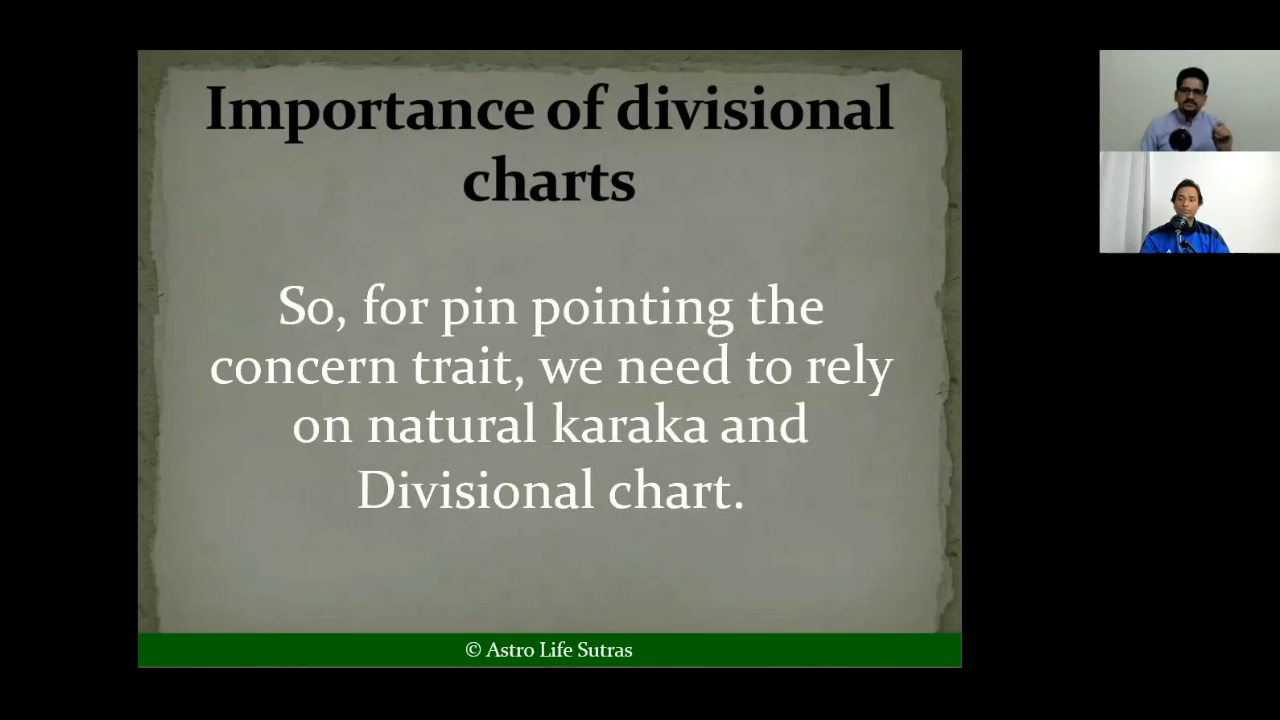 Importance of divisional
charts
So, for pin pointing the
concern trait, we need to rely
on natural karaka and
Divisional chart.
© Astro Life Sutras